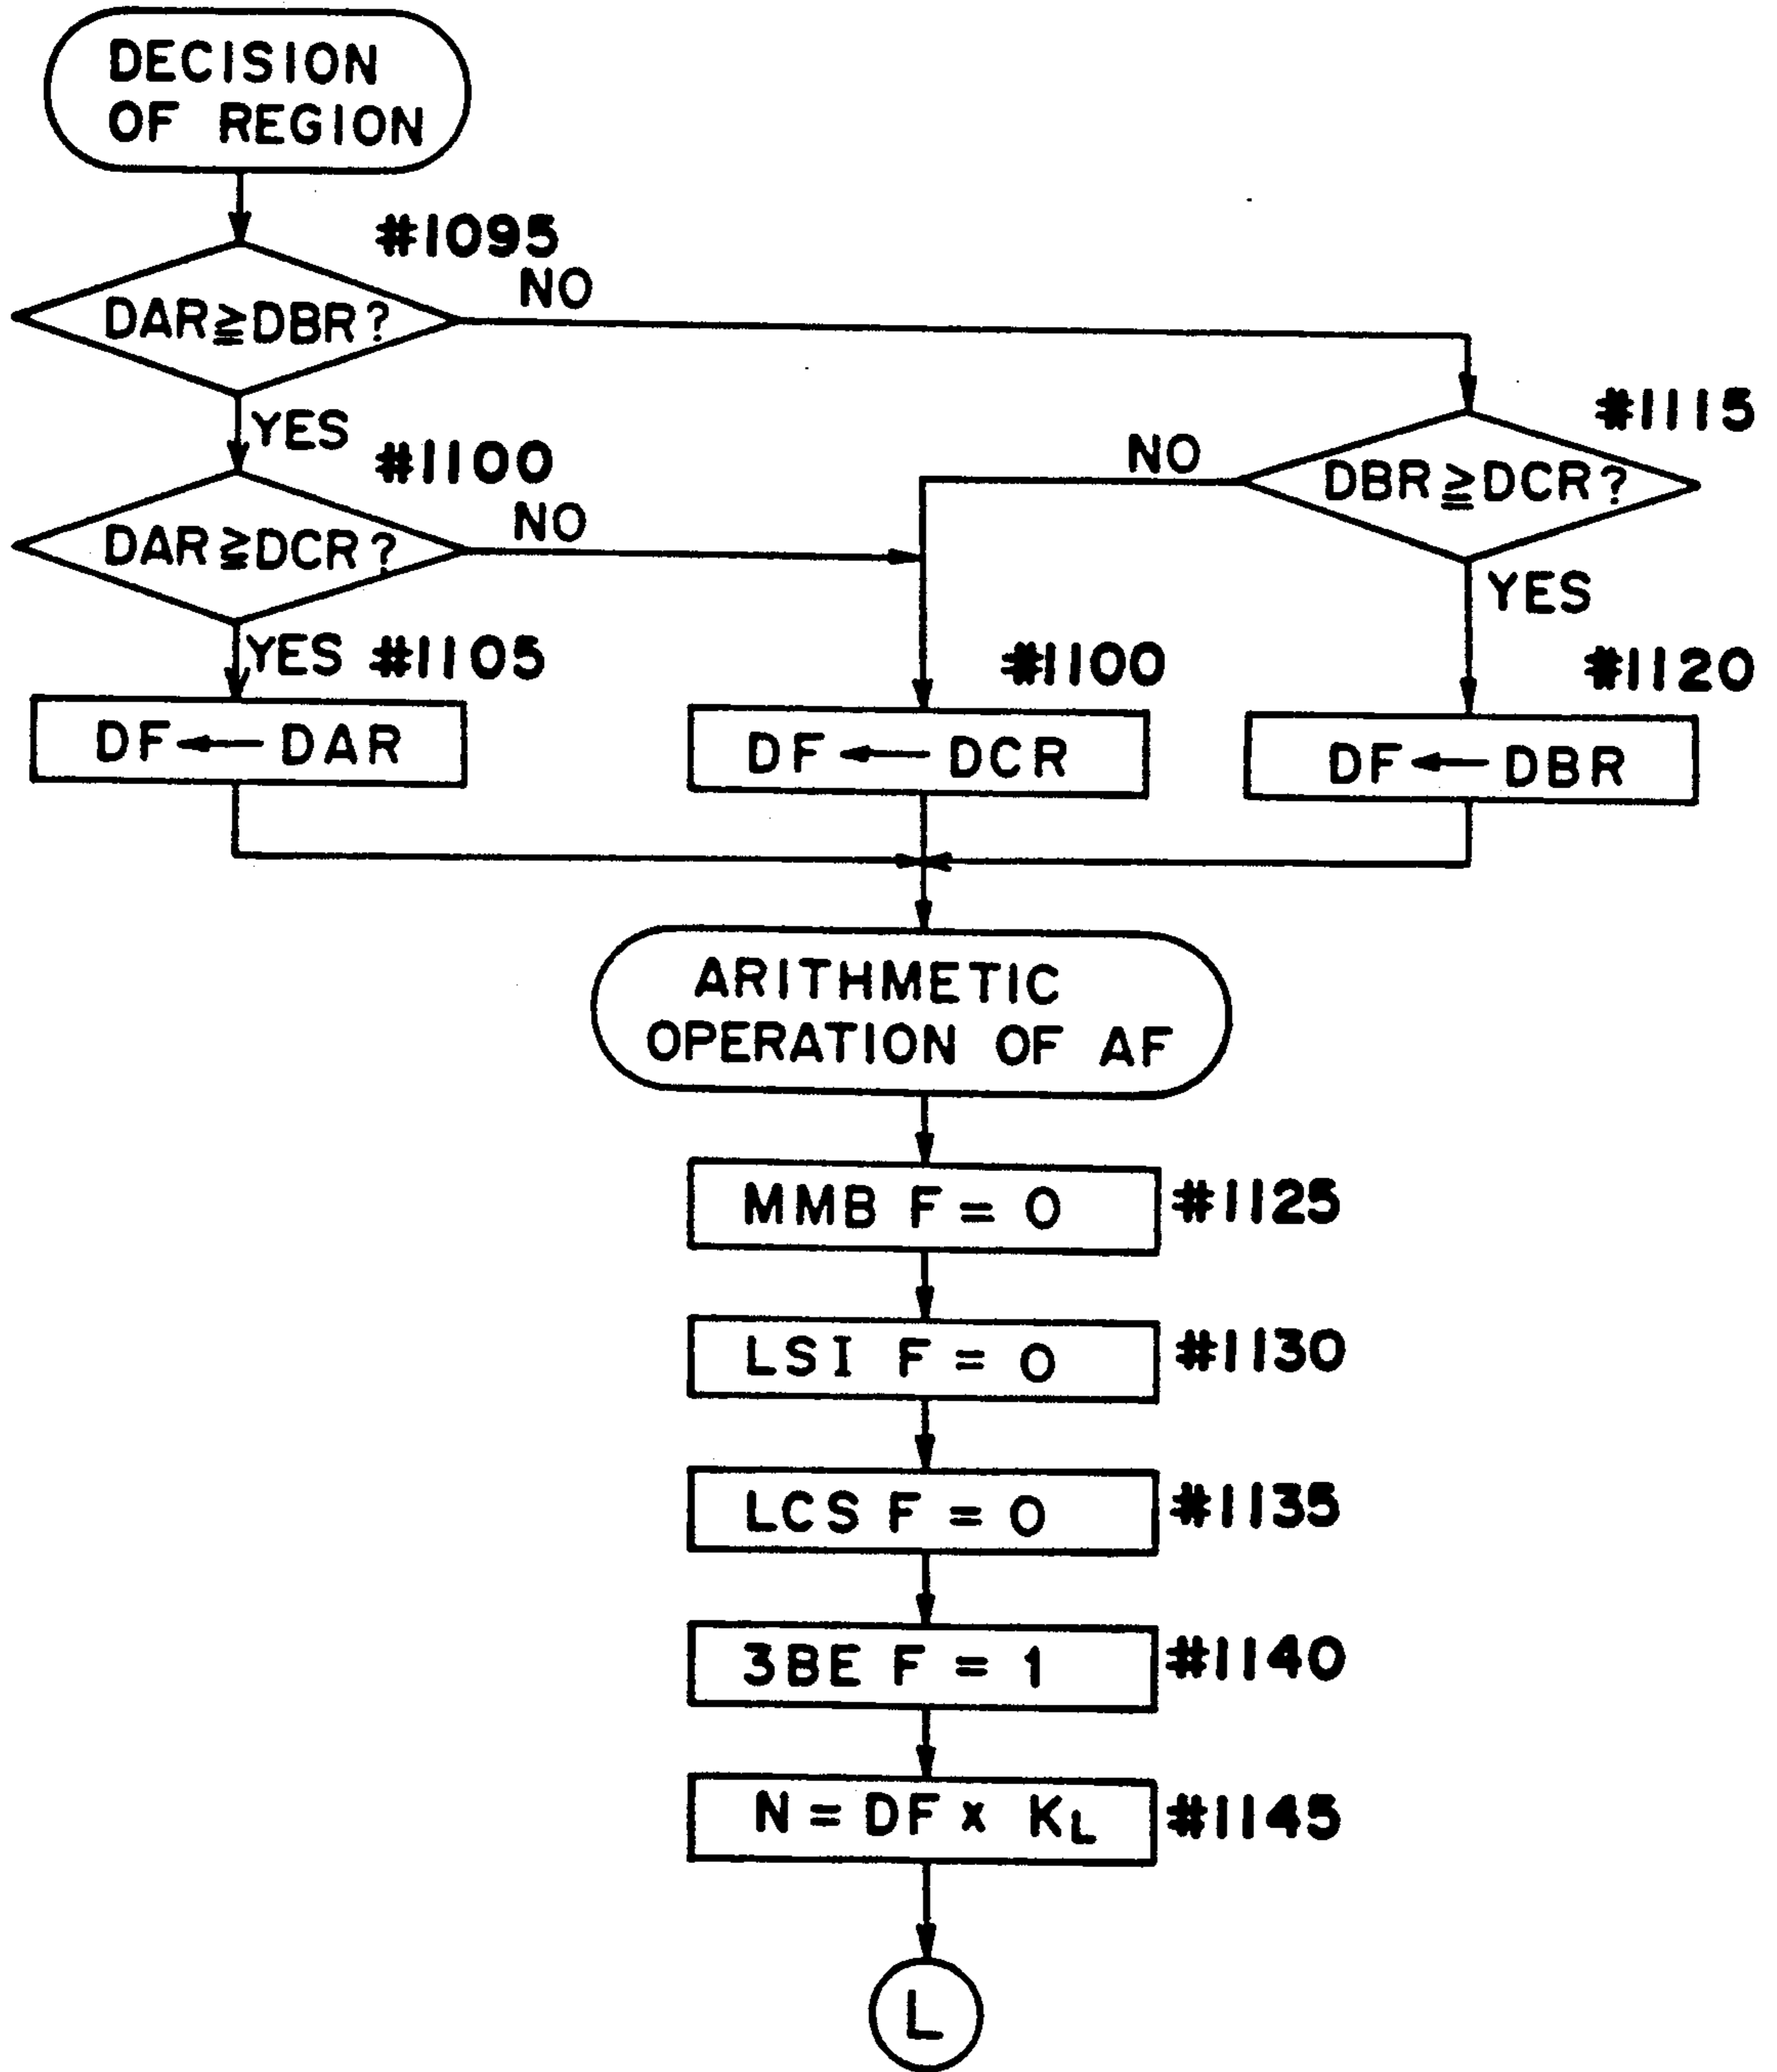 DECISION
OF REGION
#1095
DAR≧DBR?
NO
YES
#1100
DAR≧DCR?
NO
#1115
DBR≧DCR?
NO
YES
YES #1105
DF←DAR
#1100
DF←DCR
#1120
DF←DBR
ARITHMETIC
OPERATION OF AF
MMB F = 0
#1125
LSI F = 0
#1130
LCS F = 0
#1135
3BE F = 1
#1140
N = DF x KL
#1145
L